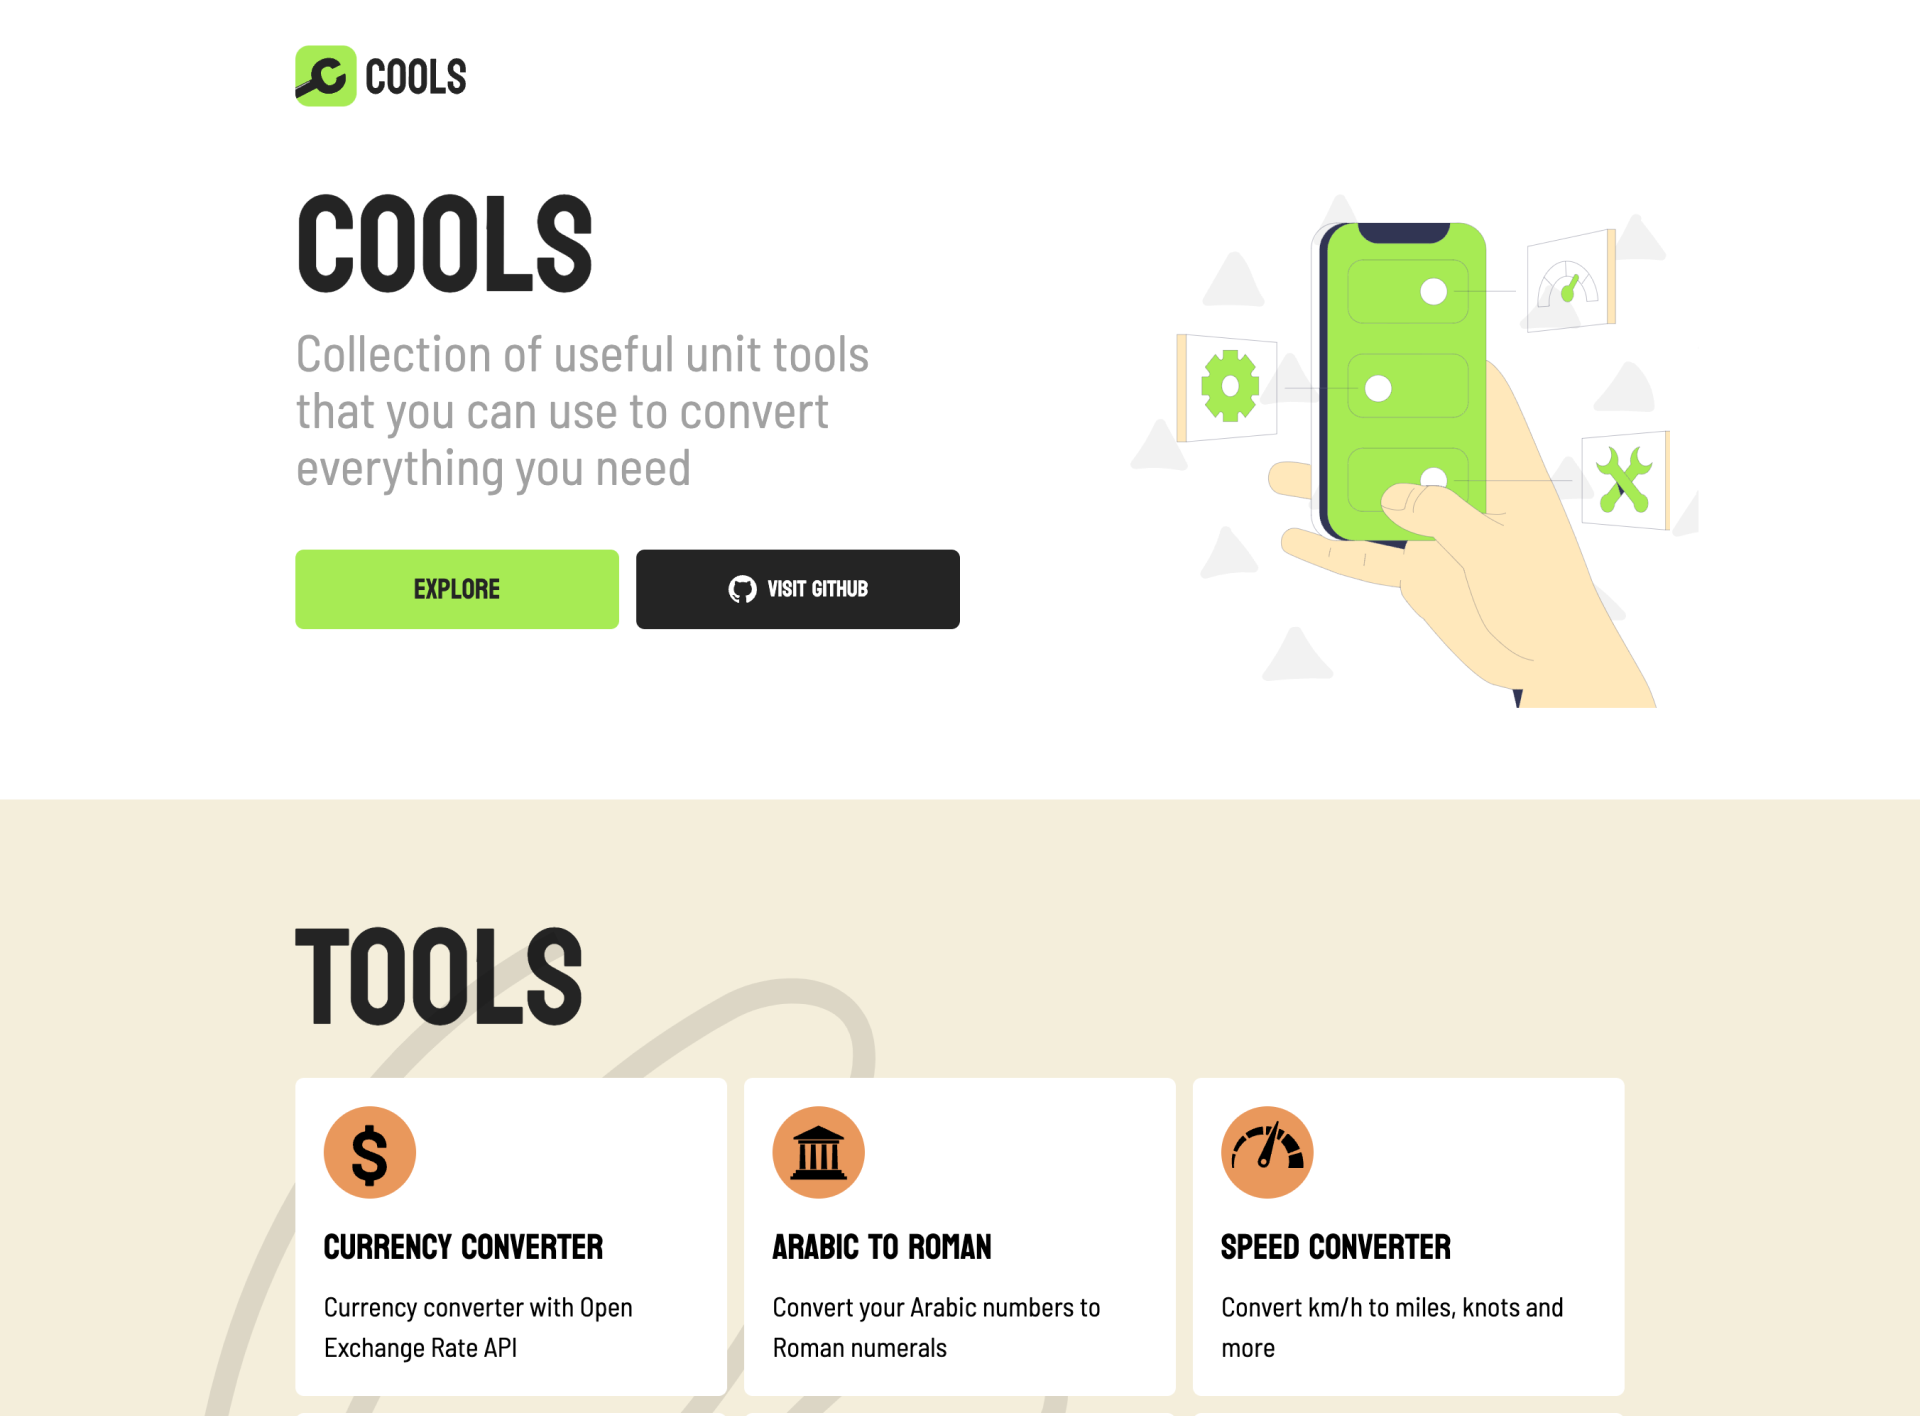 COOLS
COOLS
Collection of useful unit tools
that you can use to convert
everything you need
EXPLORE
VISIT GITHUB
TOOLS
CURRENCY CONVERTER
Currency converter with Open
Exchange Rate API
ARABIC TO ROMAN
Convert your Arabic numbers to
Roman numerals
SPEED CONVERTER
Convert km/h to miles, knots and
more